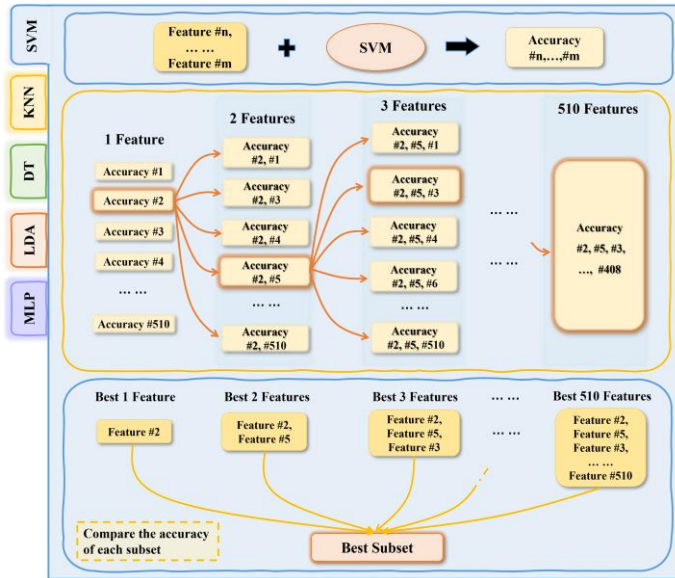 SVM
KNN
DT
LDA
MLP
Feature #n,
... ...
Feature #m
SVM
Accuracy
#n,...,#m
1 Feature
Accuracy #1
Accuracy #2
Accuracy #3
Accuracy #4
... ...
Accuracy #510
2 Features
Accuracy
#2, #1
Accuracy
#2, #3
Accuracy
#2, #4
Accuracy
#2, #5
... ...
Accuracy
#2, #510
3 Features
Accuracy
#2, #5, #1
Accuracy
#2, #5, #3
Accuracy
#2, #5, #4
Accuracy
#2, #5, #6
... ...
Accuracy
#2, #5, #510
... ...
... ...
510 Features
Accuracy
#2, #5, #3,
..., #408
Best 1 Feature
Feature #2
Best 2 Features
Feature #2,
Feature #5
Best 3 Features
Feature #2,
Feature #5,
Feature #3
... ...
... ...
Best 510 Features
Feature #2,
Feature #5,
Feature #3,
... ...
Feature #510
Compare the accuracy
of each subset
Best Subset